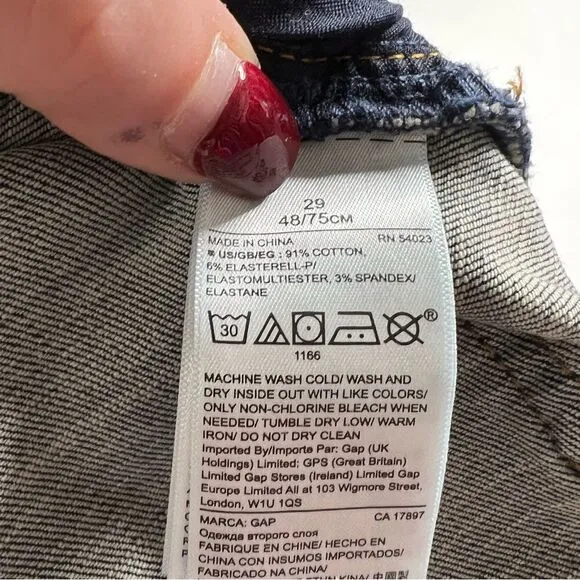 29
48/75CM
MADE IN CHINA RN 54023
US/GB/EG : 91% COTTON,
6% ELASTERELL-P/
ELASTOMULTIESTER, 3% SPANDEX/
ELASTANE
30 ®
1166
MACHINE WASH COLD/ WASH AND
DRY INSIDE OUT WITH LIKE COLORS/
ONLY NON-CHLORINE BLEACH WHEN
NEEDED/ TUMBLE DRY LOW/ WARM
IRON/ DO NOT DRY CLEAN
Imported By/Importe Par: Gap (UK
Holdings) Limited: GPS (Great Britain)
Limited Gap Stores (Ireland) Limited Gap
Europe Limited All at 103 Wigmore Street,
London, W1U 1QS
MARCA: GAP CA 17897
Одежда второго слоя
FABRIQUE EN CHINE/ HECHO EN
CHINA CON INSUMOS IMPORTADOS/
FABRICADO NA CHINA/